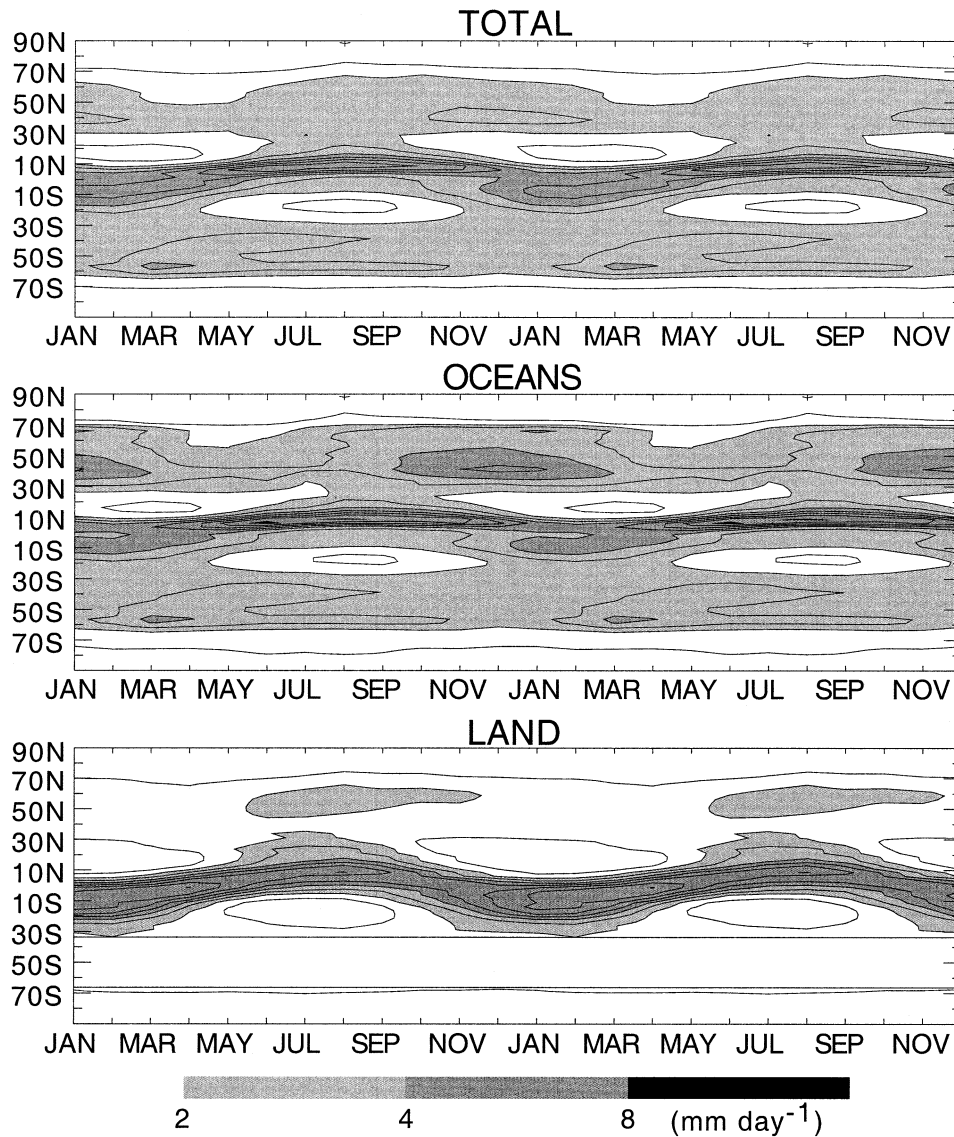 TOTAL
90N
70N
50N
30N
10N
10S
30S
50S
70S
JAN MAR MAY JUL SEP NOV JAN MAR MAY JUL SEP NOV
OCEANS
90N
70N
50N
30N
10N
10S
30S
50S
70S
JAN MAR MAY JUL SEP NOV JAN MAR MAY JUL SEP NOV
LAND
90N
70N
50N
30N
10N
10S
30S
50S
70S
JAN MAR MAY JUL SEP NOV JAN MAR MAY JUL SEP NOV
2 4 8 (mm day⁻¹)